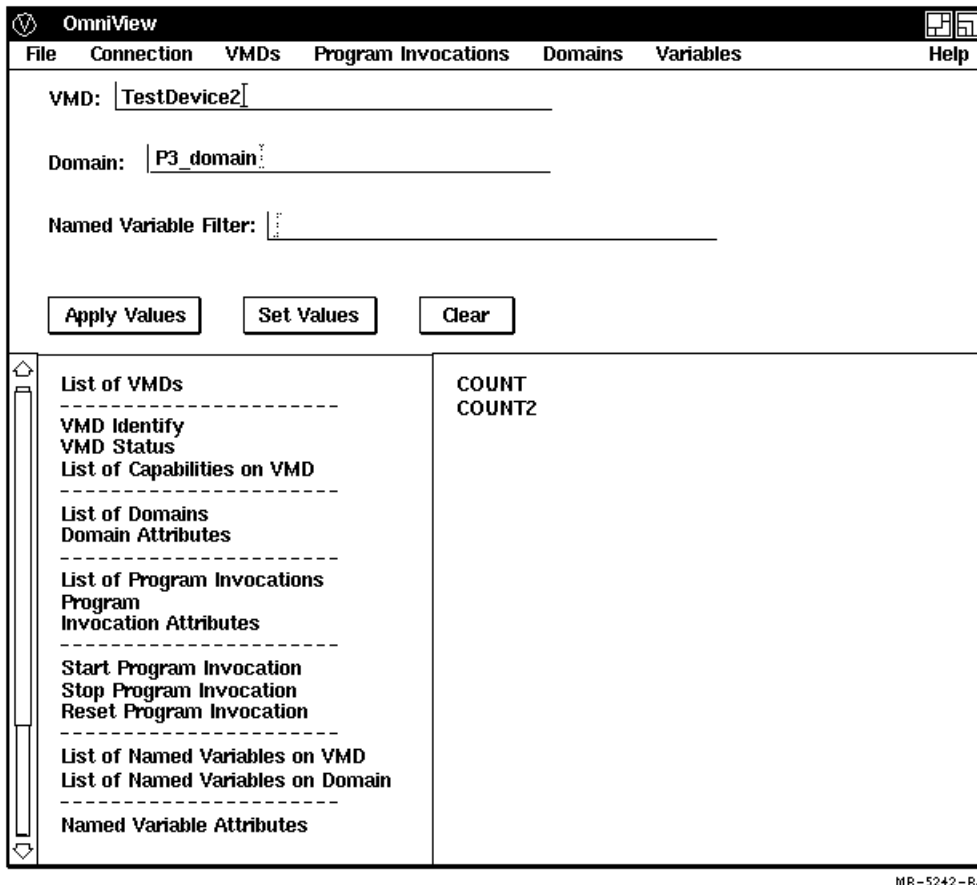 OmniView
File Connection VMDs Program Invocations Domains Variables Help
VMD: TestDevice2
Domain: P3_domain
Named Variable Filter:
Apply Values Set Values Clear
List of VMDs
VMD Identify
VMD Status
List of Capabilities on VMD
List of Domains
Domain Attributes
List of Program Invocations
Program
Invocation Attributes
Start Program Invocation
Stop Program Invocation
Reset Program Invocation
List of Named Variables on VMD
List of Named Variables on Domain
Named Variable Attributes
COUNT
COUNT2